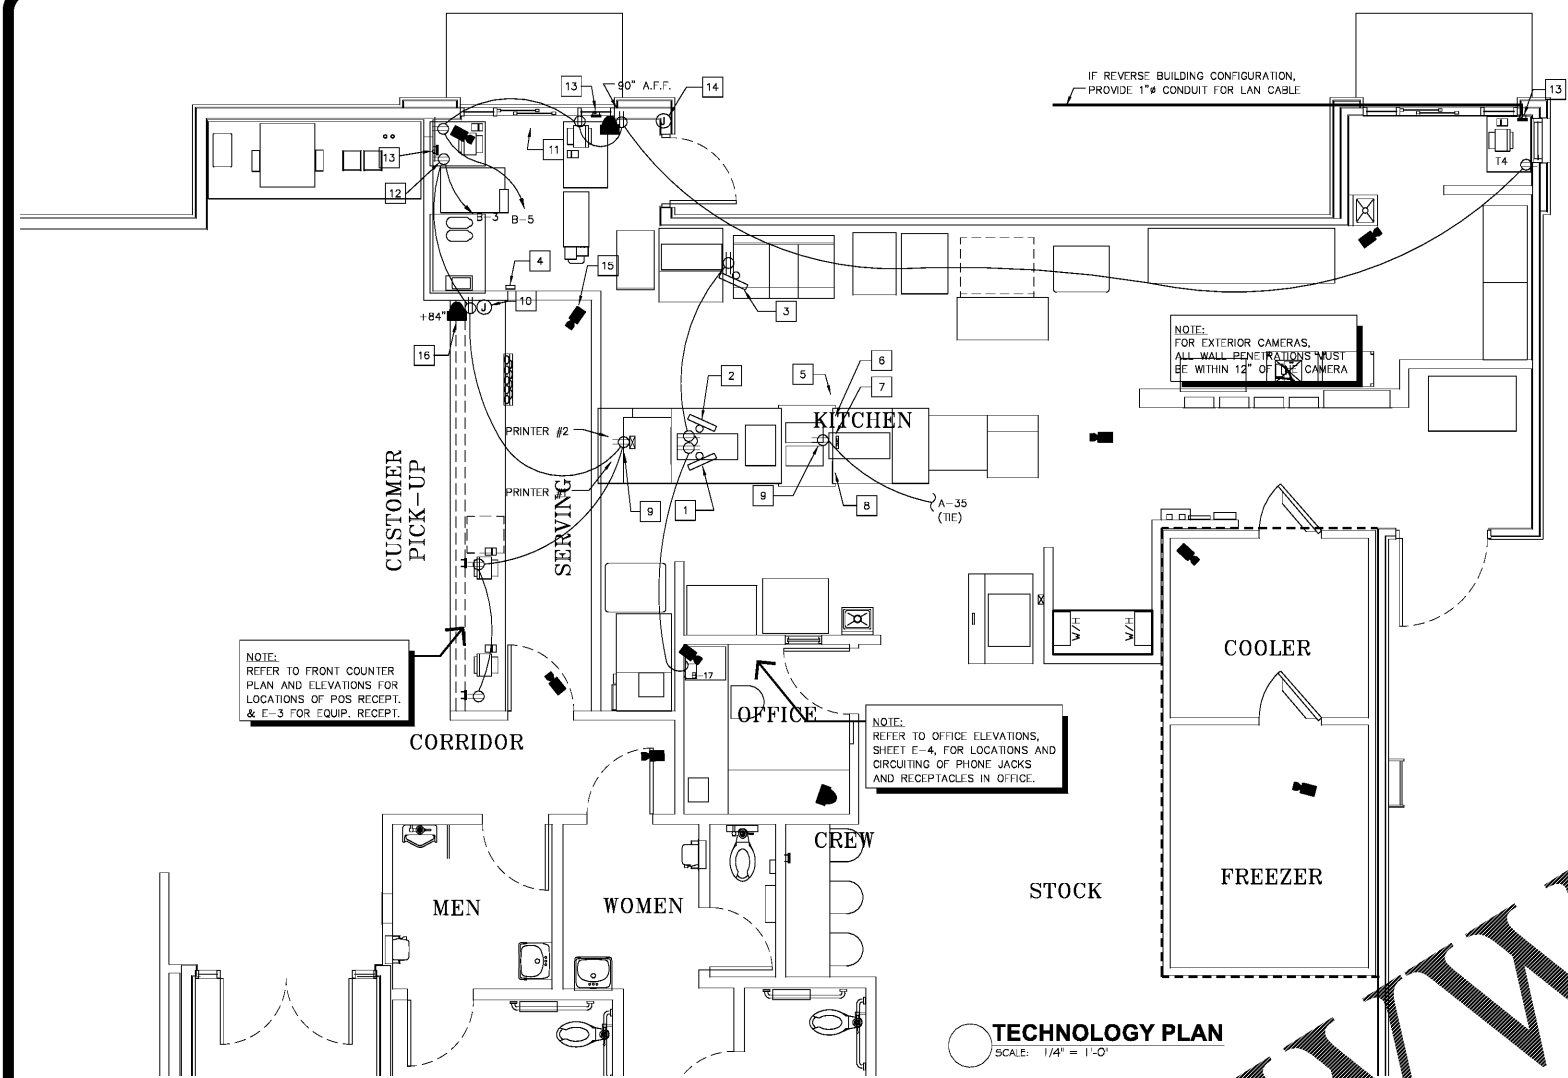 IF REVERSE BUILDING CONFIGURATION,
PROVIDE 1"ø CONDUIT FOR LAN CABLE
13
90" A.F.F.
14
13
J
13
11
12
T4
B-3
B-5
4
15
3
10
J
+84"
16
NOTE:
FOR EXTERIOR CAMERAS,
ALL WALL PENETRATIONS MUST
BE WITHIN 12" OF THE CAMERA
2
5
6
7
KITCHEN
PRINTER #2
PRINTER #1
9
1
9
8
A-35
(TIE)
CUSTOMER
PICK-UP
SERVING
W/H
W/H
COOLER
NOTE:
REFER TO FRONT COUNTER
PLAN AND ELEVATIONS FOR
LOCATIONS OF POS RECEPT.
& E-3 FOR EQUIP. RECEPT.
B-17
OFFICE
NOTE:
REFER TO OFFICE ELEVATIONS,
SHEET E-4, FOR LOCATIONS AND
CIRCUITING OF PHONE JACKS
AND RECEPTACLES IN OFFICE.
CORRIDOR
CREW
FREEZER
STOCK
MEN
WOMEN
TECHNOLOGY PLAN
SCALE: 1/4" = 1'-0"